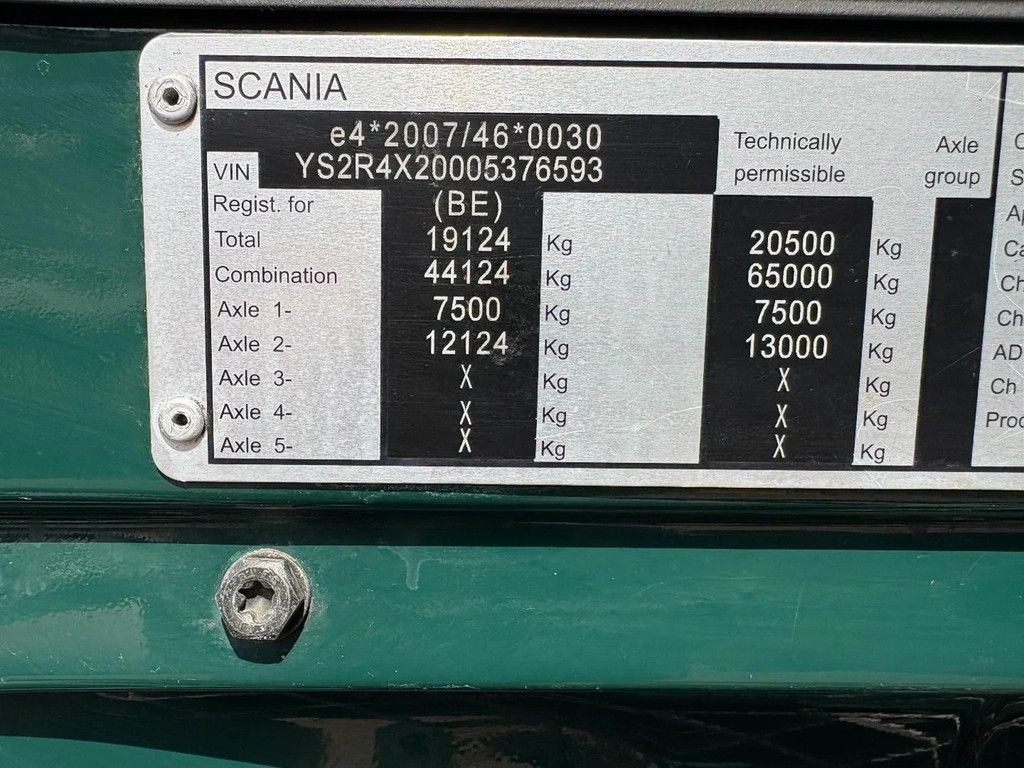 SCANIA
e4*2007/46*0030
VIN YS2R4X20005376593
Technically permissible
Axle group
Regist. for (BE)
Total 19124 Kg 20500 Kg
Combination 44124 Kg 65000 Kg
Axle 1- 7500 Kg 7500 Kg
Axle 2- 12124 Kg 13000 Kg
Axle 3- X Kg X Kg
Axle 4- X Kg X Kg
Axle 5- X Kg X Kg